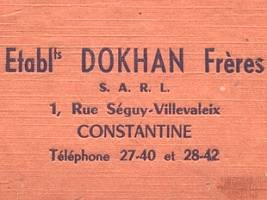 Etablts DOKHAN Frères
S. A. R. L.
1, Rue Séguy-Villevaleix
CONSTANTINE
Téléphone 27-40 et 28-42